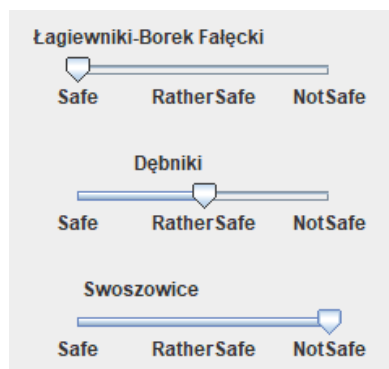 Łagiewniki-Borek Fałęcki
Safe RatherSafe NotSafe
Dębniki
Safe RatherSafe NotSafe
Swoszowice
Safe RatherSafe NotSafe